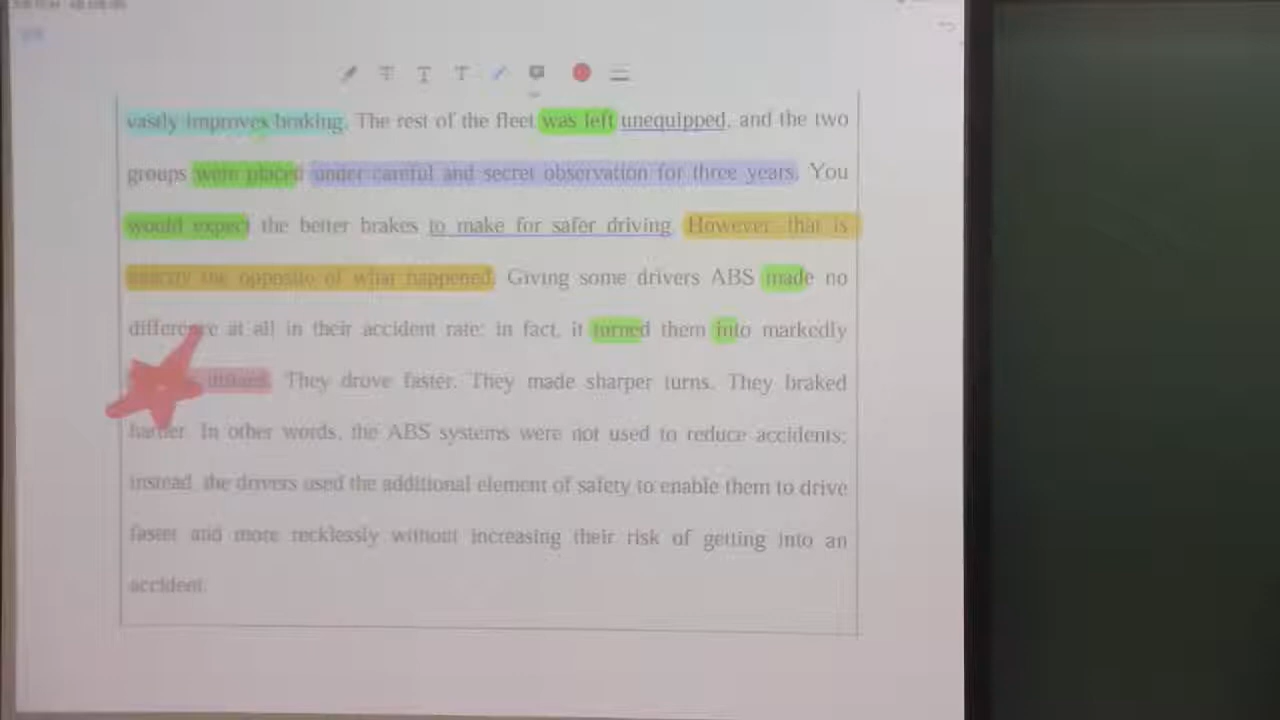 vastly improves braking. The rest of the fleet was left unequipped, and the two
groups were placed under careful and secret observation for three years. You
would expect the better brakes to make for safer driving. However, that is
exactly the opposite of what happened. Giving some drivers ABS made no
difference at all in their accident rate; in fact, it turned them into markedly
They drove faster. They made sharper turns. They braked
harder. In other words, the ABS systems were not used to reduce accidents;
instead, the drivers used the additional element of safety to enable them to drive
faster and more recklessly without increasing their risk of getting into an
accident.